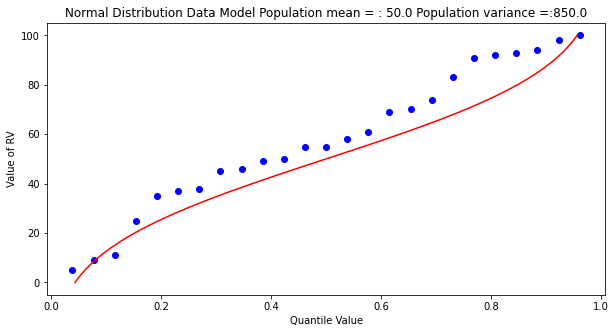 Normal Distribution Data Model Population mean = : 50.0 Population variance =:850.0
100
80
60
40
20
0
Value of RV
0.0 0.2 0.4 0.6 0.8 1.0
Quantile Value